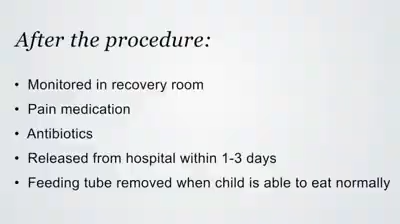 After the procedure:
• Monitored in recovery room
• Pain medication
• Antibiotics
• Released from hospital within 1-3 days
• Feeding tube removed when child is able to eat normally